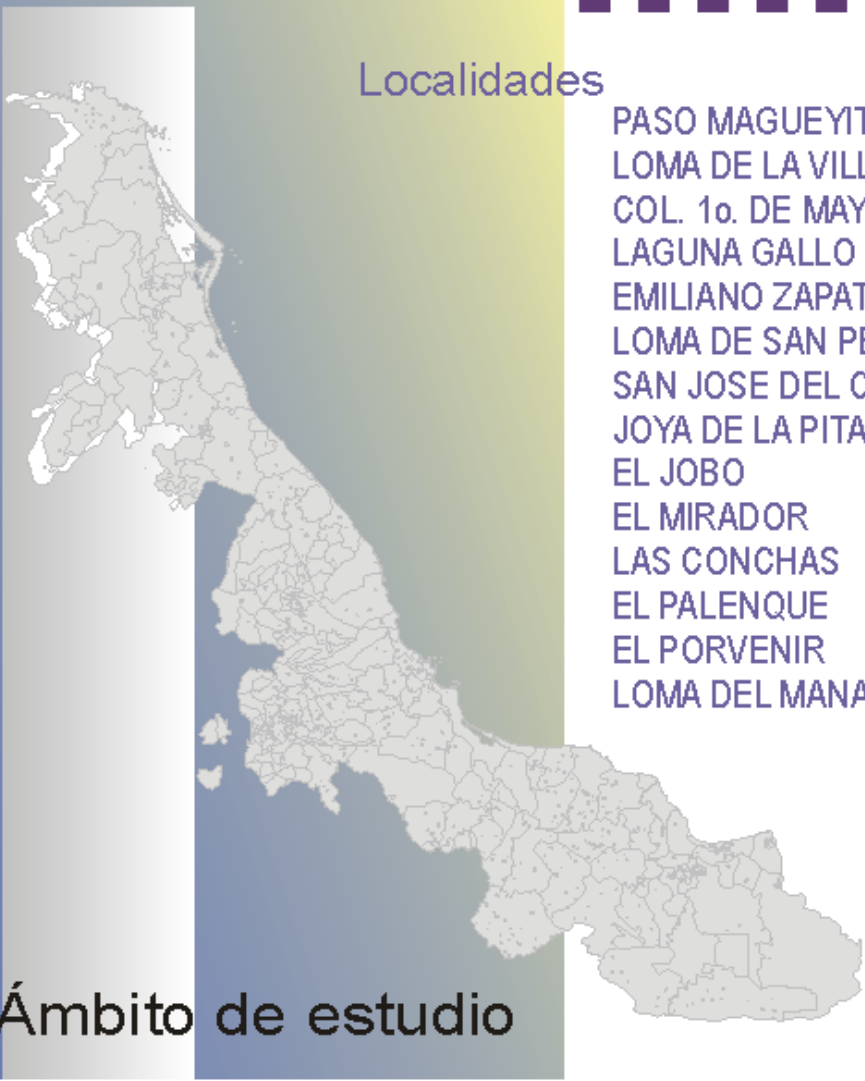 Localidades
PASO MAGUEYIT
LOMA DE LA VILL
COL. 1o. DE MAY
LAGUNA GALLO
EMILIANO ZAPAT
LOMA DE SAN PE
SAN JOSE DEL C
JOYA DE LA PITA
EL JOBO
EL MIRADOR
LAS CONCHAS
EL PALENQUE
EL PORVENIR
LOMA DEL MANA
Ámbito de estudio